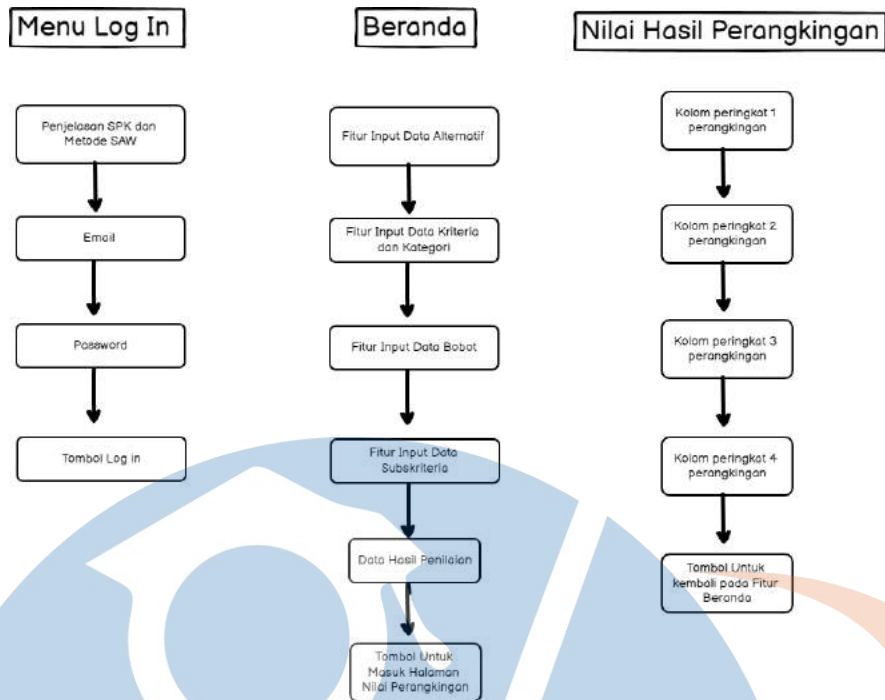 Menu Log In
Penjelasan SPK dan
Metode SAW
Email
Password
Tombol Log in
Beranda
Fitur Input Data Alternatif
Fitur Input Data Kriteria
dan Kategori
Fitur Input Data Bobot
Fitur Input Data
Subskriteria
Data Hasil Penilaian
Tombol Untuk
Masuk Halaman
Nilai Perangkingan
Nilai Hasil Perangkingan
Kolom peringkat 1
perangkingan
Kolom peringkat 2
perangkingan
Kolom peringkat 3
perangkingan
Kolom peringkat 4
perangkingan
Tombol Untuk
kembali pada Fitur
Beranda